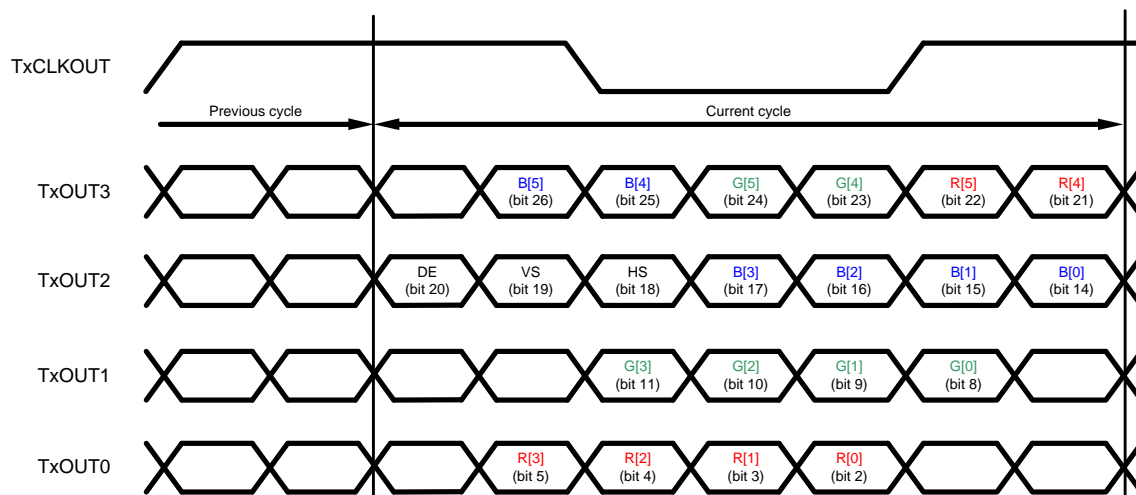 TxCLKOUT
Previous cycle
Current cycle
TxOUT3
B[5]
(bit 26)
B[4]
(bit 25)
G[5]
(bit 24)
G[4]
(bit 23)
R[5]
(bit 22)
R[4]
(bit 21)
TxOUT2
DE
(bit 20)
VS
(bit 19)
HS
(bit 18)
B[3]
(bit 17)
B[2]
(bit 16)
B[1]
(bit 15)
B[0]
(bit 14)
TxOUT1
G[3]
(bit 11)
G[2]
(bit 10)
G[1]
(bit 9)
G[0]
(bit 8)
TxOUT0
R[3]
(bit 5)
R[2]
(bit 4)
R[1]
(bit 3)
R[0]
(bit 2)